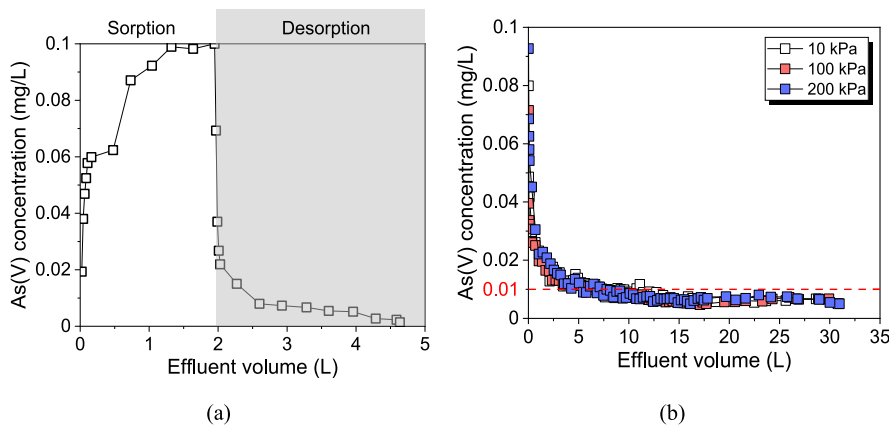 Sorption Desorption
As(V) concentration (mg/L)
0.1
0.08
0.06
0.04
0.02
0
0 1 2 3 4 5
Effluent volume (L)
(a)
As(V) concentration (mg/L)
0.1
0.08
0.06
0.04
0.02
0.01
0
0 5 10 15 20 25 30 35
Effluent volume (L)
10 kPa
100 kPa
200 kPa
(b)